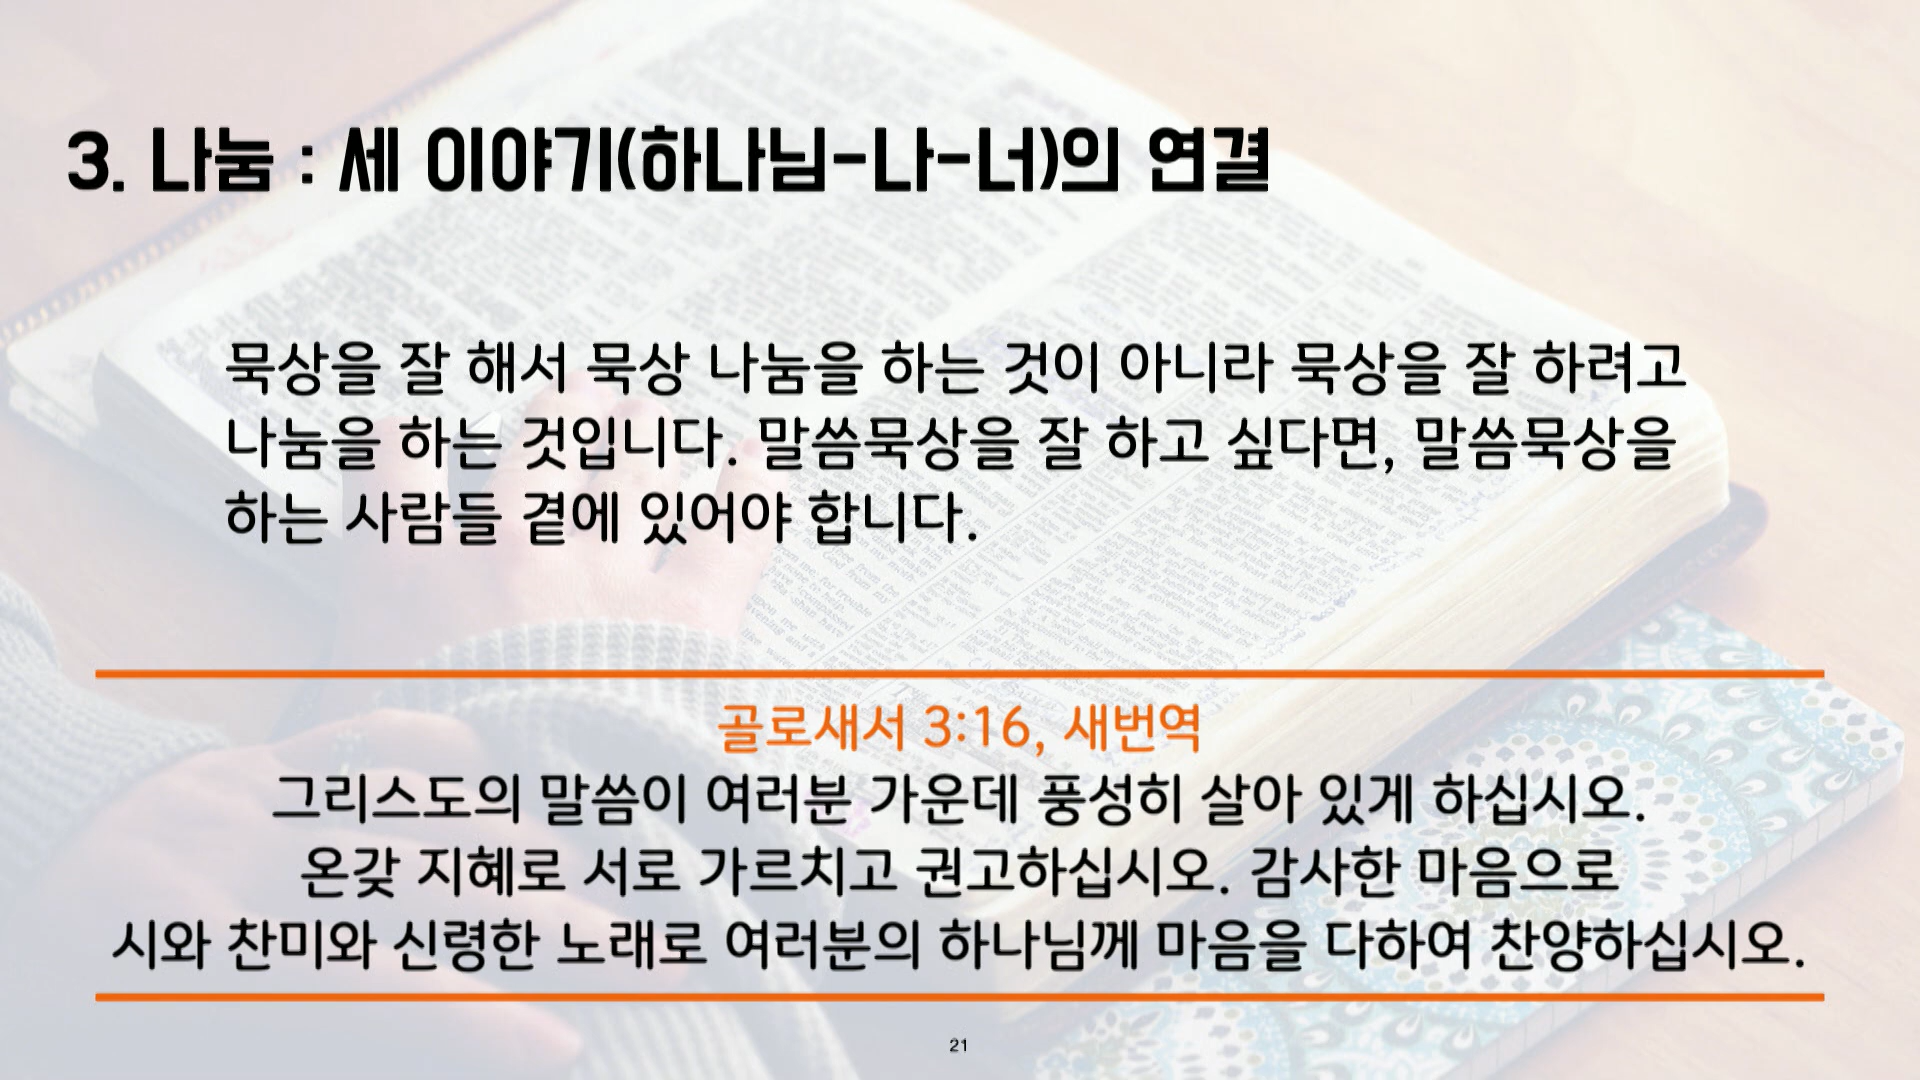 3. 나눔 : 세 이야기(하나님-나-너)의 연결
묵상을 잘 해서 묵상 나눔을 하는 것이 아니라 묵상을 잘 하려고
나눔을 하는 것입니다. 말씀묵상을 잘 하고 싶다면, 말씀묵상을
하는 사람들 곁에 있어야 합니다.
골로새서 3:16, 새번역
그리스도의 말씀이 여러분 가운데 풍성히 살아 있게 하십시오.
온갖 지혜로 서로 가르치고 권고하십시오. 감사한 마음으로
시와 찬미와 신령한 노래로 여러분의 하나님께 마음을 다하여 찬양하십시오.
21